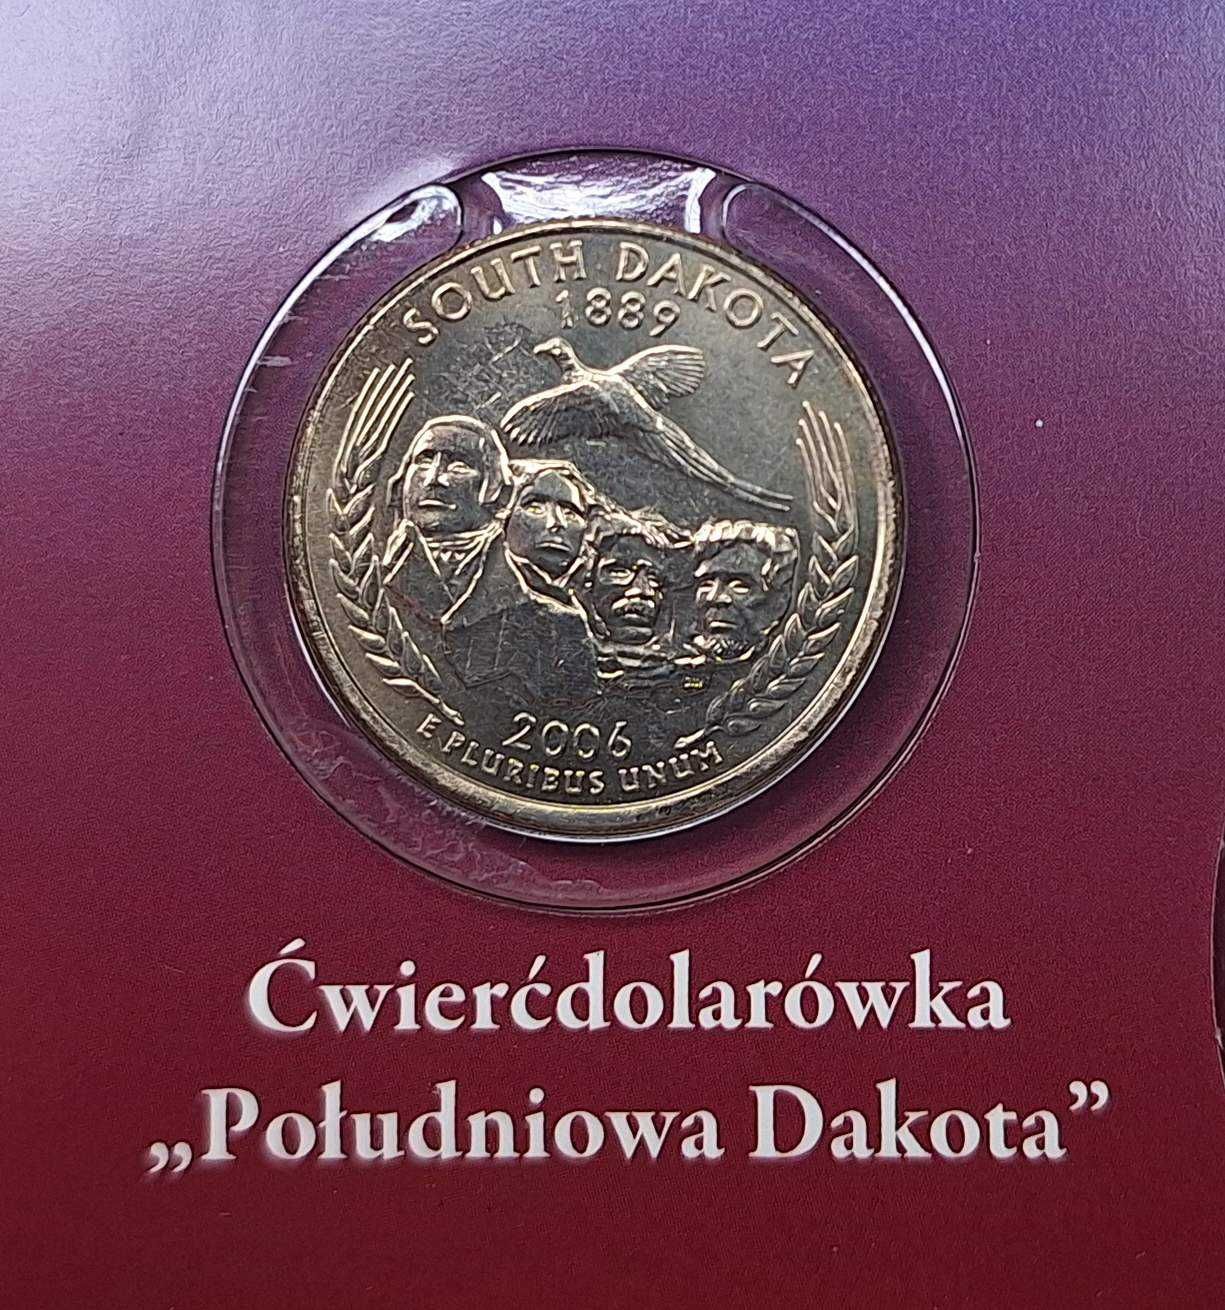 SOUTH DAKOTA
1889
2006
E PLURIBUS UNUM
Ćwierćdolarówka
„Południowa Dakota”